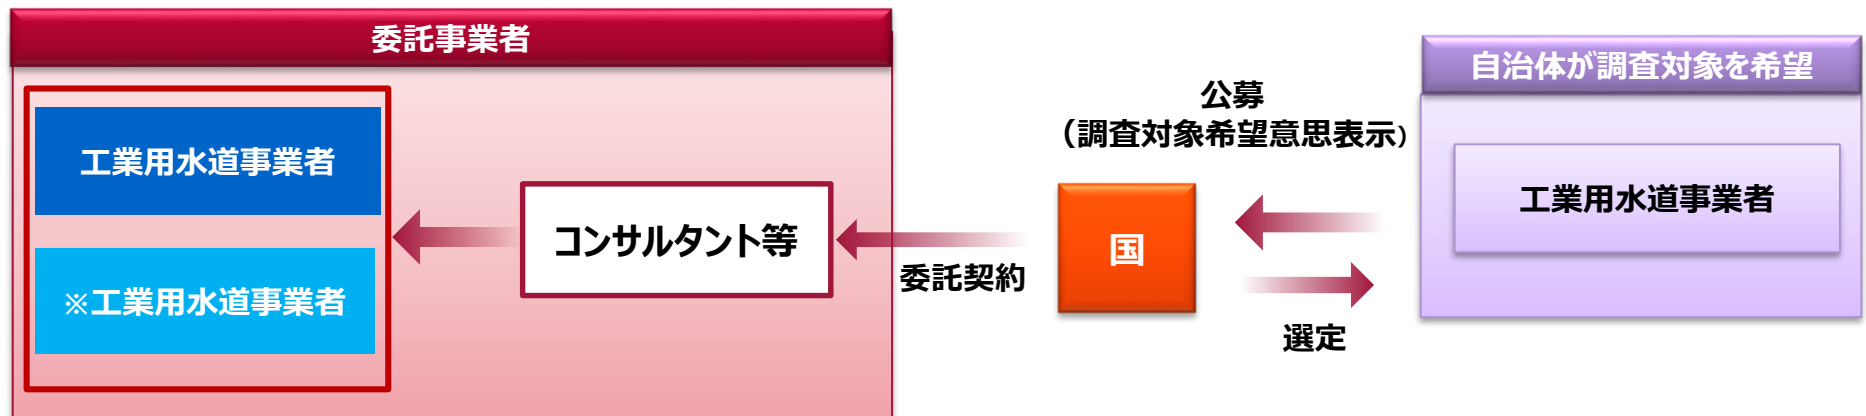 委託事業者
工業用水道事業者
※工業用水道事業者
コンサルタント等
委託契約
国
公募
（調査対象希望意思表示)
選定
自治体が調査対象を希望
工業用水道事業者